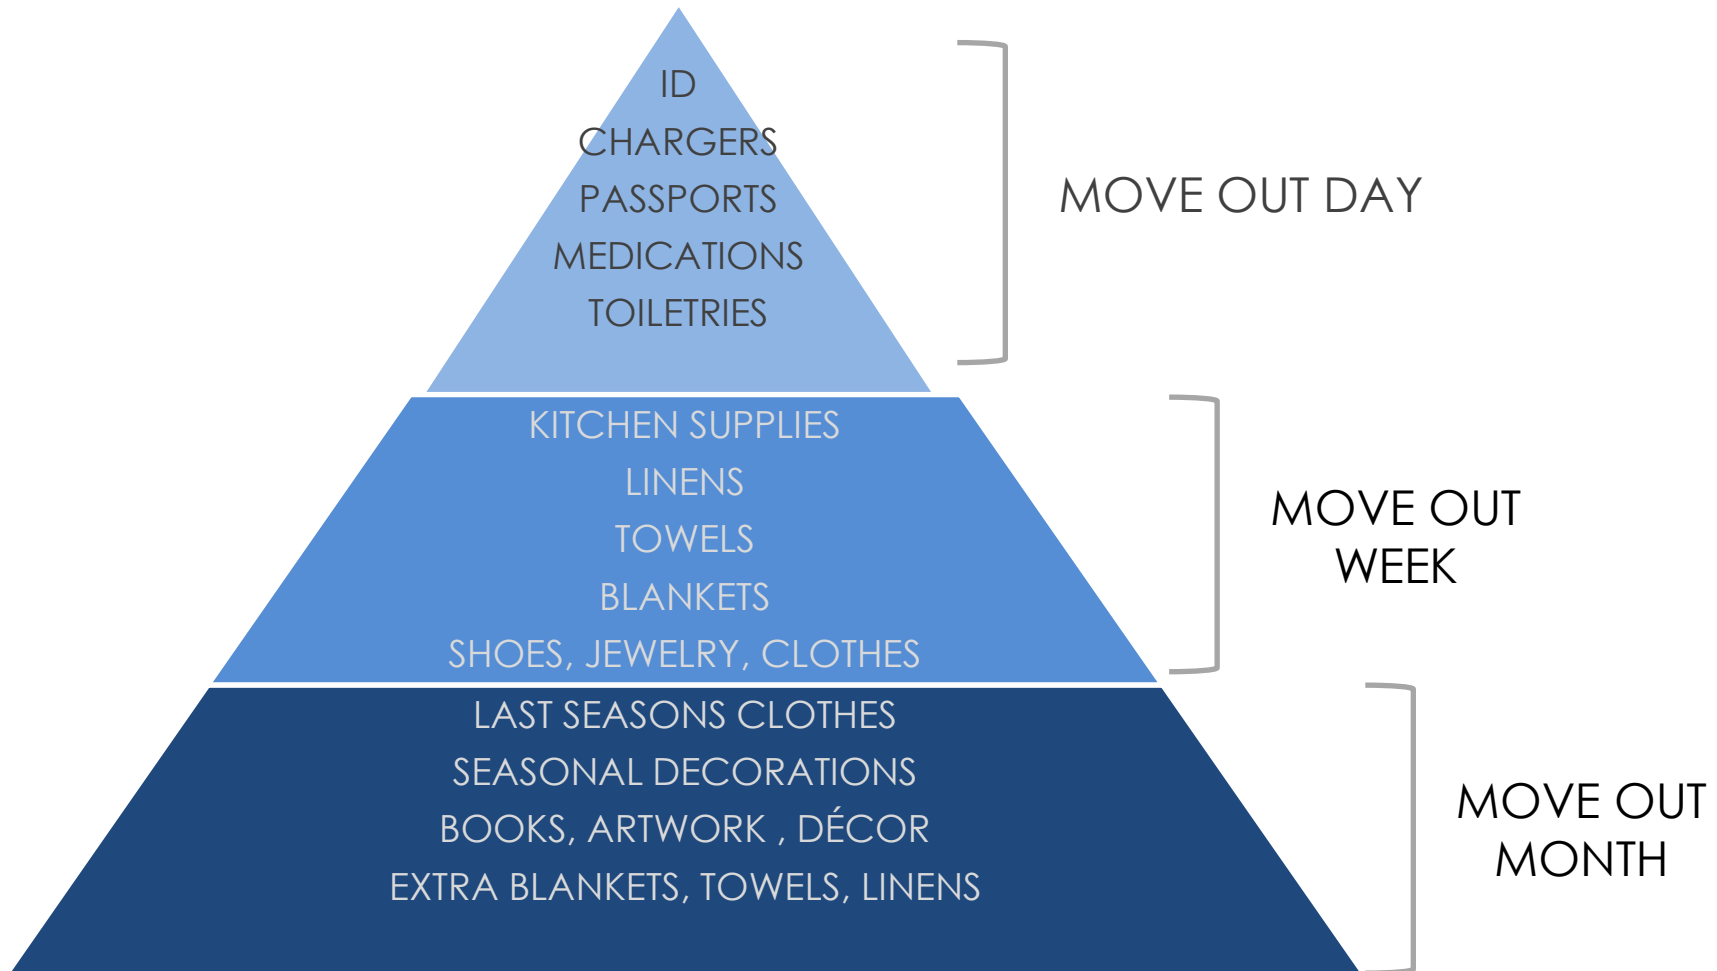 ID
CHARGERS
PASSPORTS
MEDICATIONS
TOILETRIES
MOVE OUT DAY
KITCHEN SUPPLIES
LINENS
TOWELS
BLANKETS
SHOES, JEWELRY, CLOTHES
MOVE OUT
WEEK
LAST SEASONS CLOTHES
SEASONAL DECORATIONS
BOOKS, ARTWORK , DÉCOR
EXTRA BLANKETS, TOWELS, LINENS
MOVE OUT
MONTH